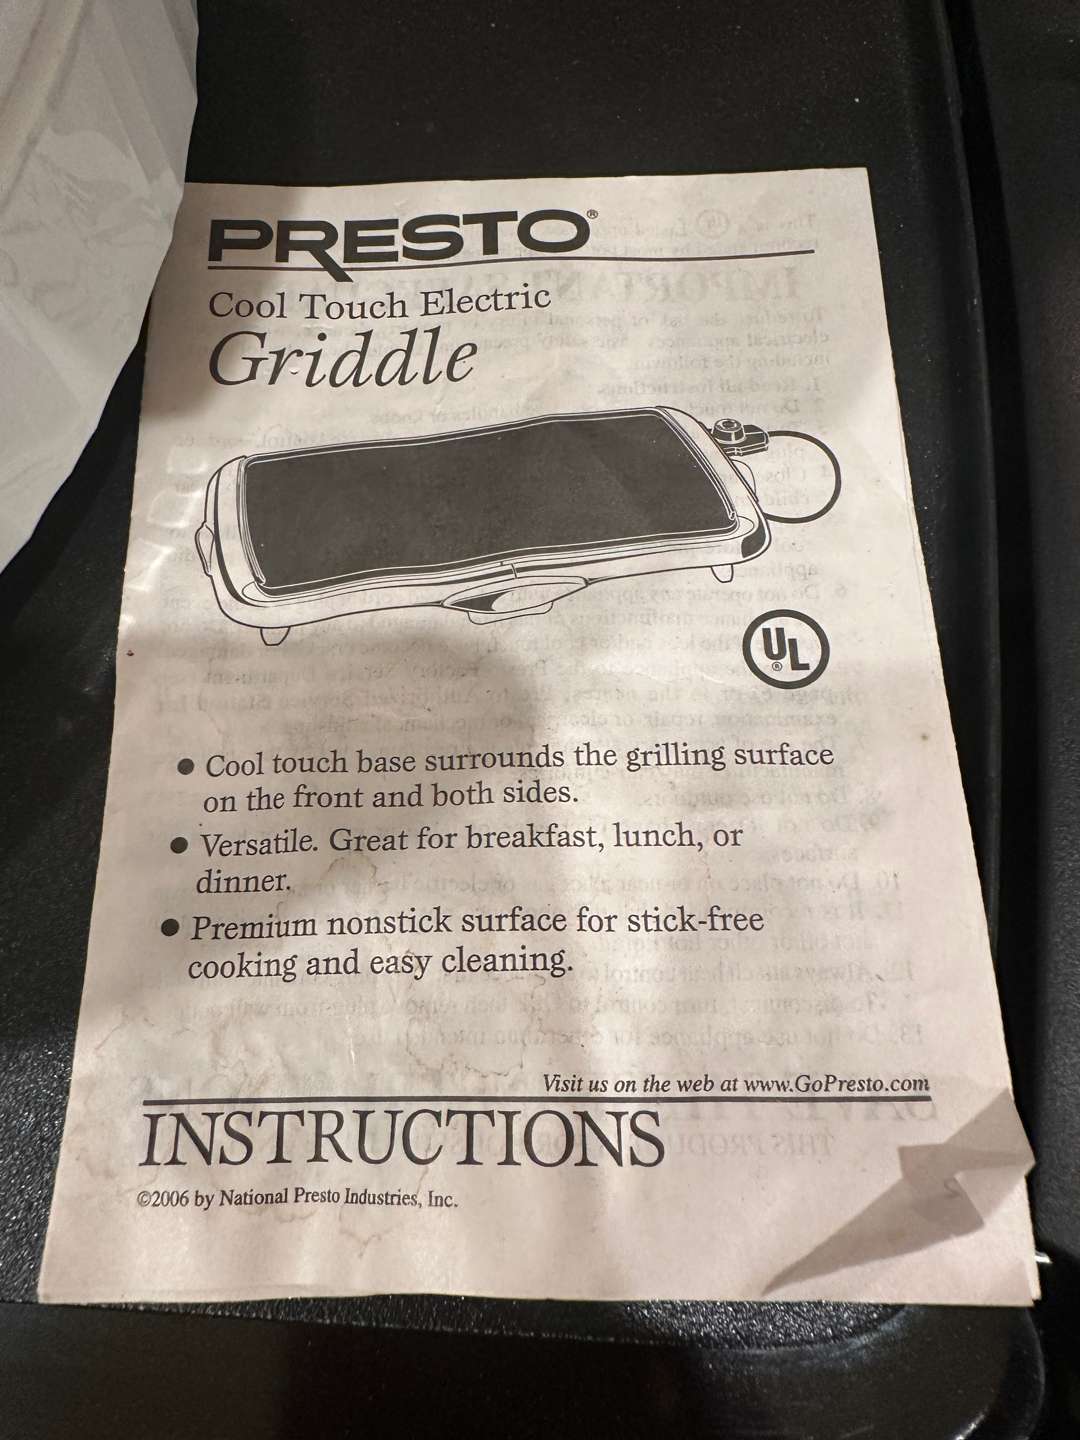 PRESTO®
Cool Touch Electric
Griddle
UL®
● Cool touch base surrounds the grilling surface
on the front and both sides.
● Versatile. Great for breakfast, lunch, or
dinner.
● Premium nonstick surface for stick-free
cooking and easy cleaning.
Visit us on the web at www.GoPresto.com
INSTRUCTIONS
©2006 by National Presto Industries, Inc.